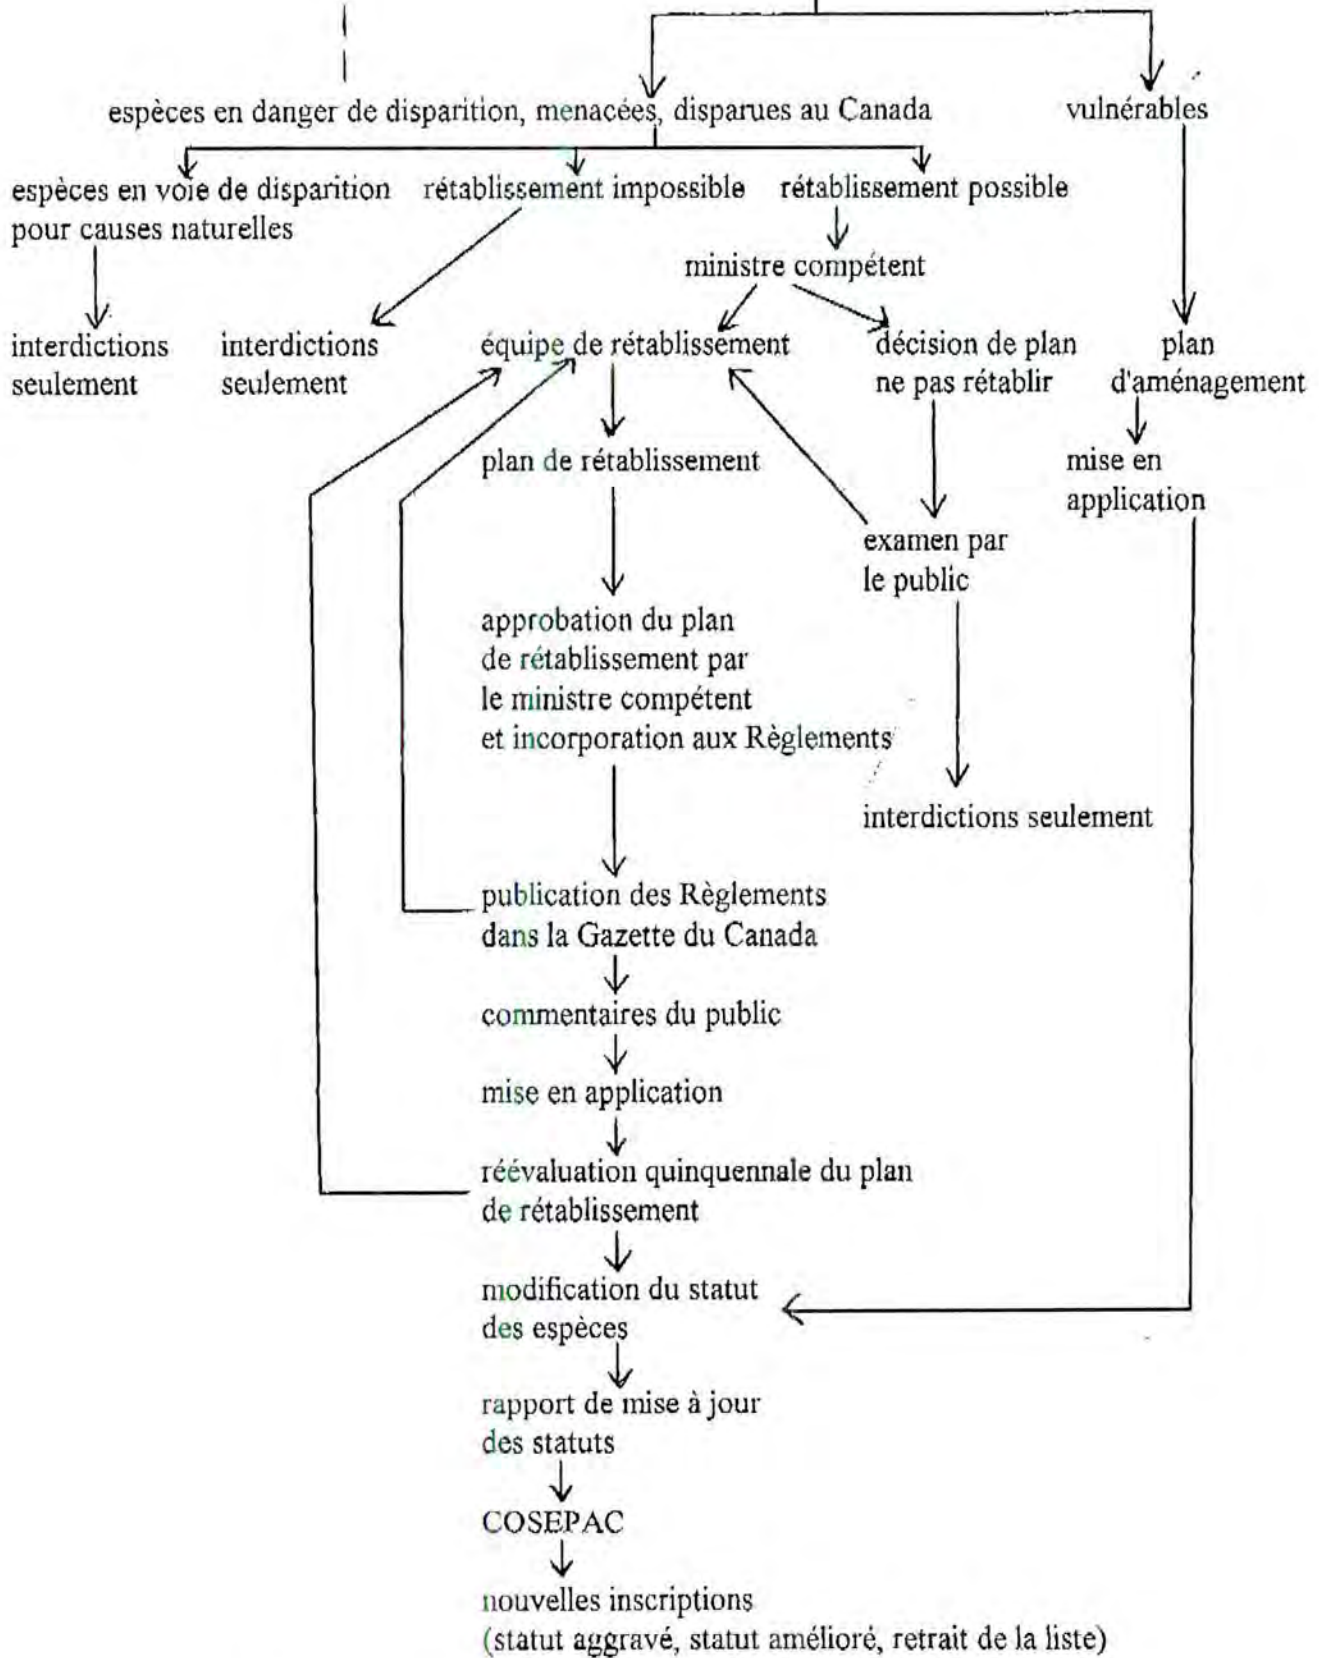 espèces en danger de disparition, menacées, disparues au Canada
vulnérables
espèces en voie de disparition
pour causes naturelles
rétablissement impossible
rétablissement possible
ministre compétent
interdictions
seulement
interdictions
seulement
équipe de rétablissement
décision de plan
ne pas rétablir
plan
d'aménagement
plan de rétablissement
mise en
application
examen par
le public
approbation du plan
de rétablissement par
le ministre compétent
et incorporation aux Règlements
interdictions seulement
publication des Règlements
dans la Gazette du Canada
commentaires du public
mise en application
réévaluation quinquennale du plan
de rétablissement
modification du statut
des espèces
rapport de mise à jour
des statuts
COSEPAC
nouvelles inscriptions
(statut aggravé, statut amélioré, retrait de la liste)